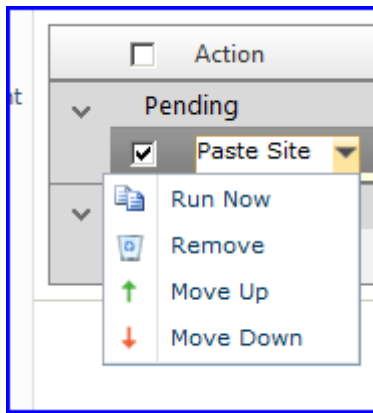 Action
Pending
Paste Site
Run Now
Remove
Move Up
Move Down